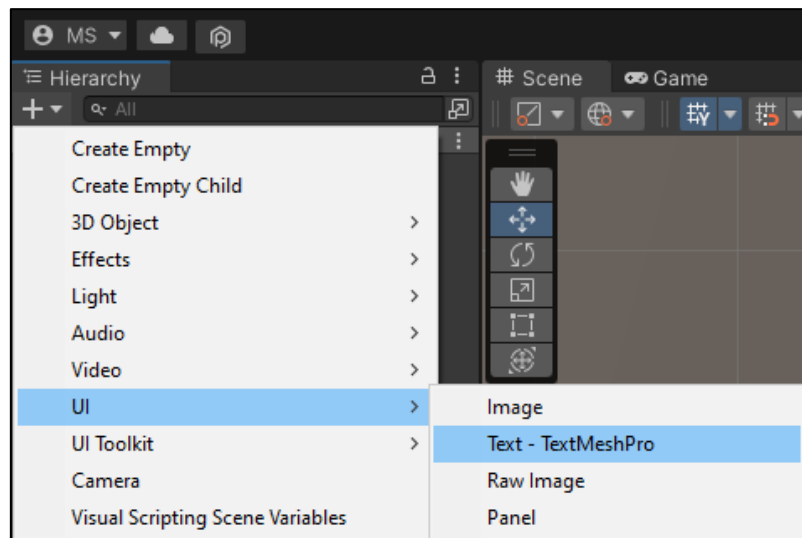 MS
Hierarchy
All
Scene
Game
Create Empty
Create Empty Child
3D Object
Effects
Light
Audio
Video
UI
UI Toolkit
Camera
Visual Scripting Scene Variables
Image
Text - TextMeshPro
Raw Image
Panel